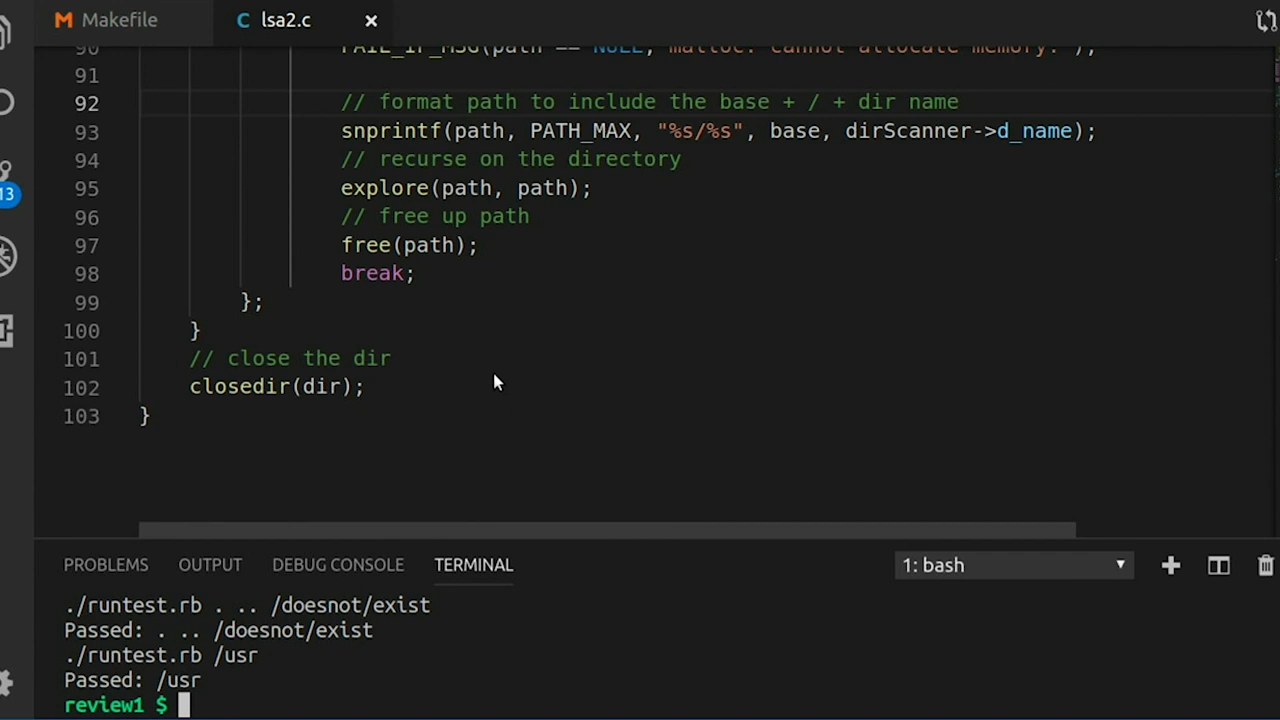 M Makefile
C lsa2.c ×
90 FAIL_IF_MSG(path == NULL, "malloc: cannot allocate memory.");
91
92 // format path to include the base + / + dir name
93 snprintf(path, PATH_MAX, "%s/%s", base, dirScanner->d_name);
94 // recurse on the directory
95 explore(path, path);
96 // free up path
97 free(path);
98 break;
99 };
100 }
101 // close the dir
102 closedir(dir);
103 }
13
PROBLEMS OUTPUT DEBUG CONSOLE TERMINAL 1: bash
./runtest.rb . .. /doesnot/exist
Passed: . .. /doesnot/exist
./runtest.rb /usr
Passed: /usr
review1 $